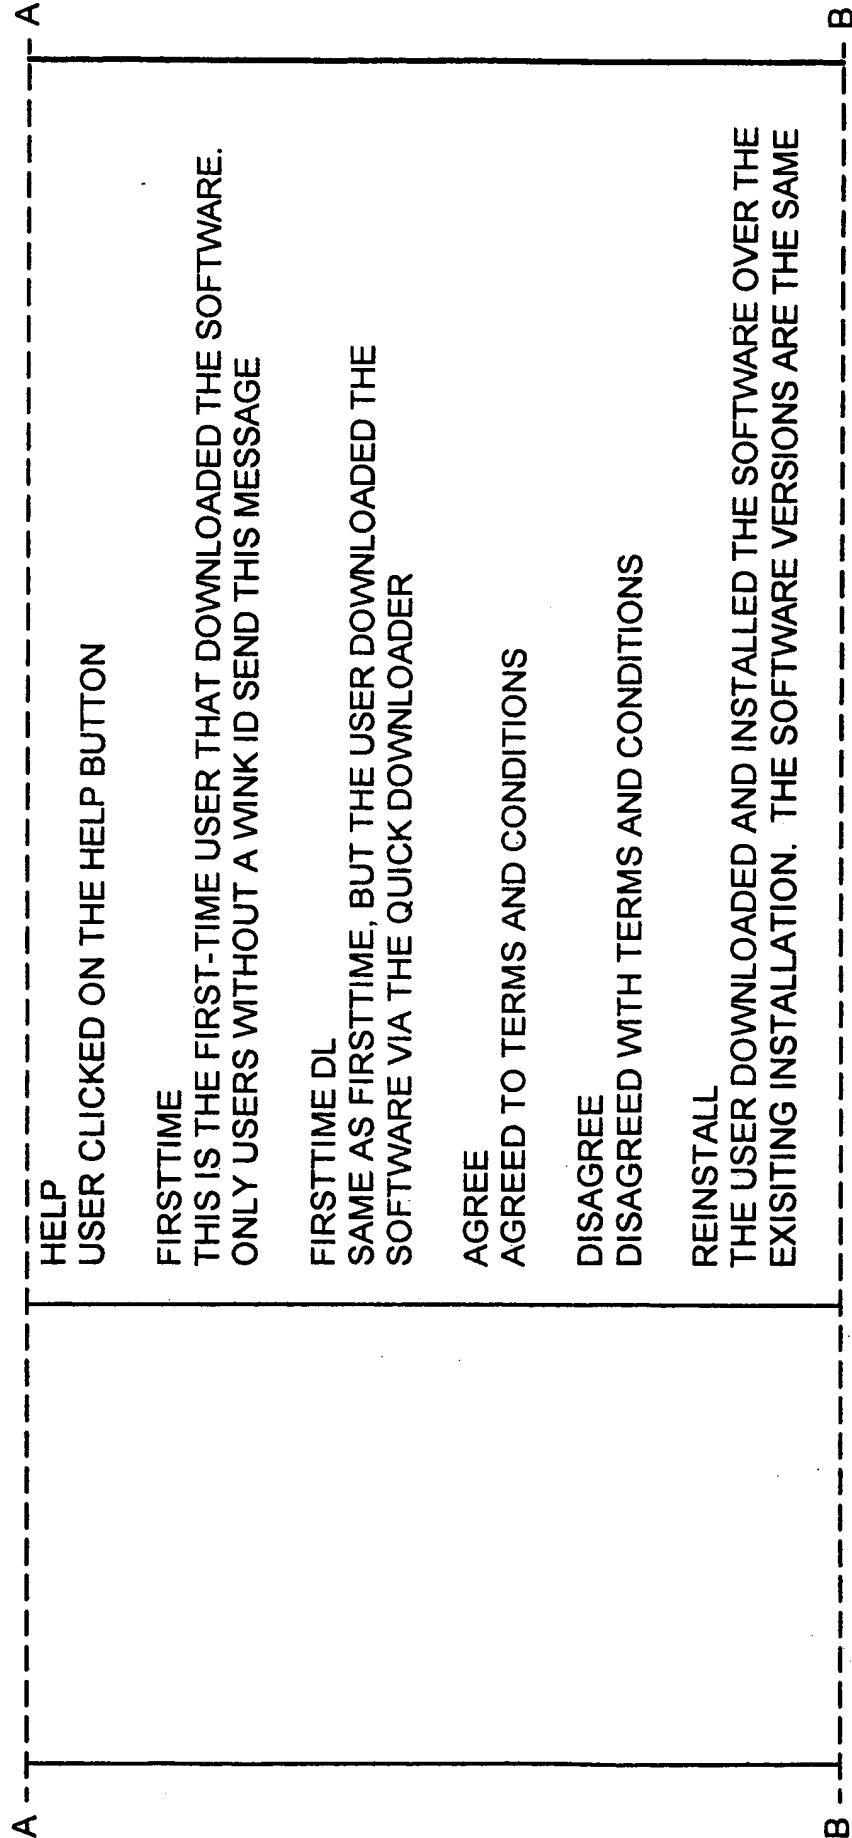 A A
HELP
USER CLICKED ON THE HELP BUTTON
FIRSTTIME
THIS IS THE FIRST-TIME USER THAT DOWNLOADED THE SOFTWARE.
ONLY USERS WITHOUT A WINK ID SEND THIS MESSAGE
FIRSTTIME DL
SAME AS FIRSTTIME, BUT THE USER DOWNLOADED THE
SOFTWARE VIA THE QUICK DOWNLOADER
AGREE
AGREED TO TERMS AND CONDITIONS
DISAGREE
DISAGREED WITH TERMS AND CONDITIONS
REINSTALL
THE USER DOWNLOADED AND INSTALLED THE SOFTWARE OVER THE
EXISITING INSTALLATION. THE SOFTWARE VERSIONS ARE THE SAME
B B